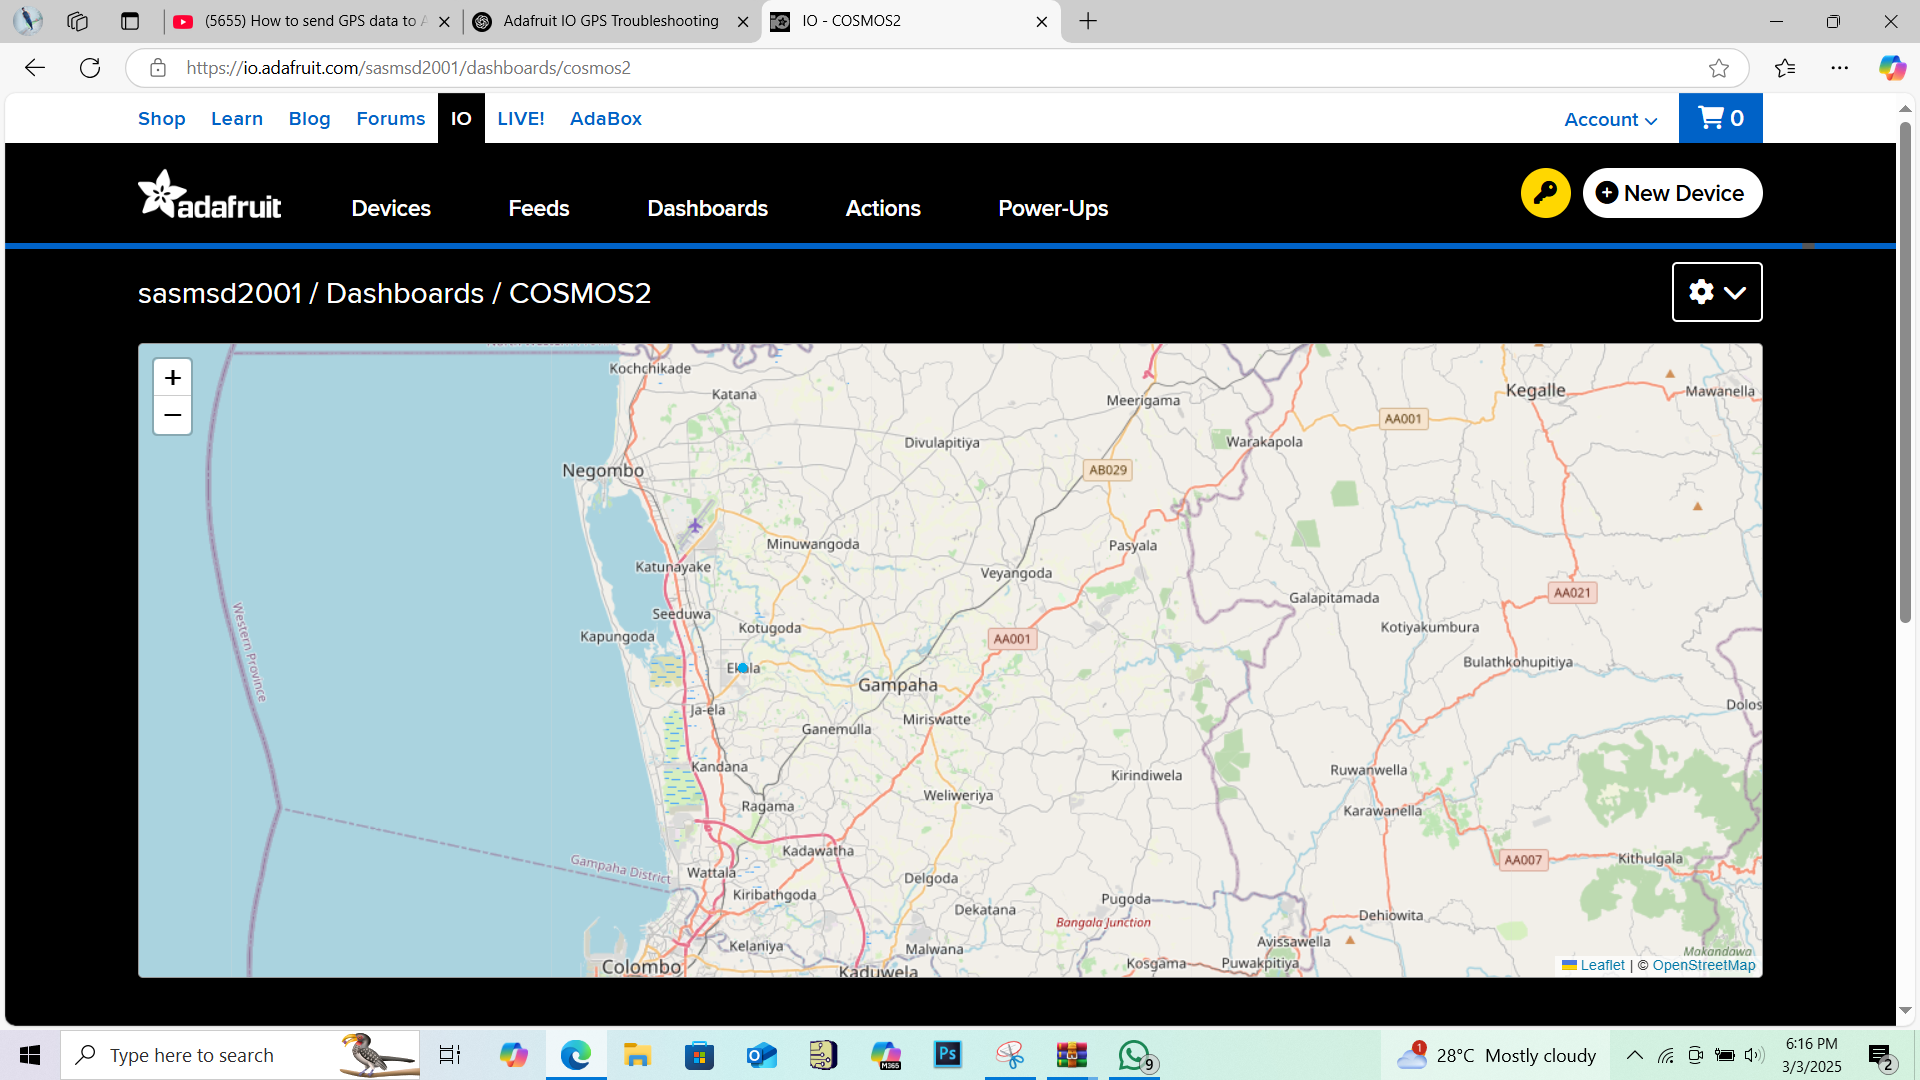 (5655) How to send GPS data to A
Adafruit IO GPS Troubleshooting
IO - COSMOS2
https://io.adafruit.com/sasmsd2001/dashboards/cosmos2
Shop Learn Blog Forums IO LIVE! AdaBox Account 0
adafruit Devices Feeds Dashboards Actions Power-Ups New Device
sasmsd2001 / Dashboards / COSMOS2
+
−
Kochchikade
Katana
Meerigama
Kegalle
Mawanella
AA001
Divulapitiya
Warakapola
Negombo
AB029
Minuwangoda
Pasyala
Katunayake
Veyangoda
AA021
Galapitamada
Seeduwa
Kotugoda
Kapungoda
AA001
Kotiyakumbura
Western Province
Bulathkohupitiya
Gampaha
Ja-ela
Miriswatte
Dolos
Ganemulla
Kandana
Ruwanwella
Kirindiwela
Weliweriya
Ragama
Karawanella
Kadawatha
Kithulgala
AA007
Gampaha District
Wattala
Delgoda
Kiribathgoda
Pugoda
Dekatana
Dehiowita
Bangala Junction
Avissawella
Kelaniya
Malwana
Makandawa
Colombo
Kaduwela
Kosgama
Puwakpitiya
Leaflet | © OpenStreetMap
Type here to search
M365
Ps
9
1
28°C Mostly cloudy
6:16 PM
3/3/2025
2